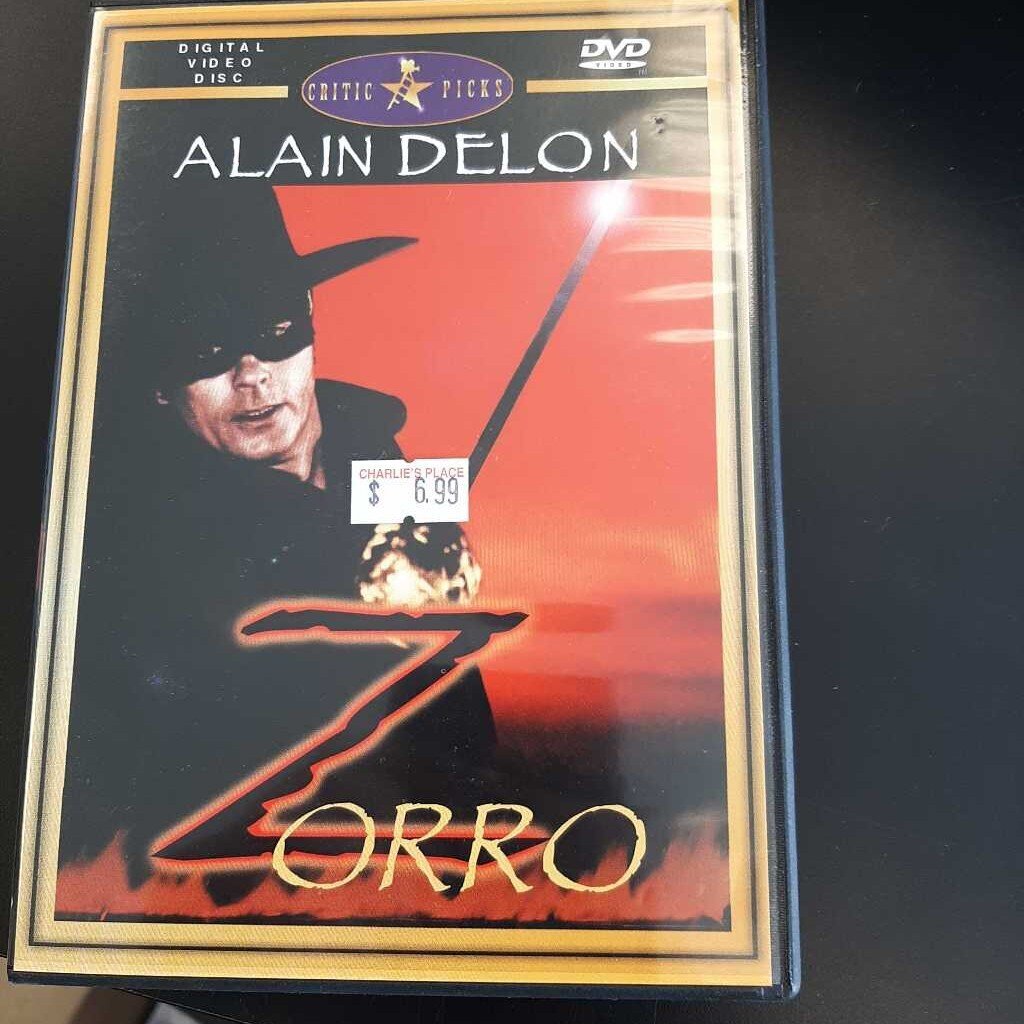 DIGITAL
VIDEO
DISC
CRITIC PICKS
DVD
VIDEO
ALAIN DELON
CHARLIE'S PLACE
$ 6.99
ZORRO